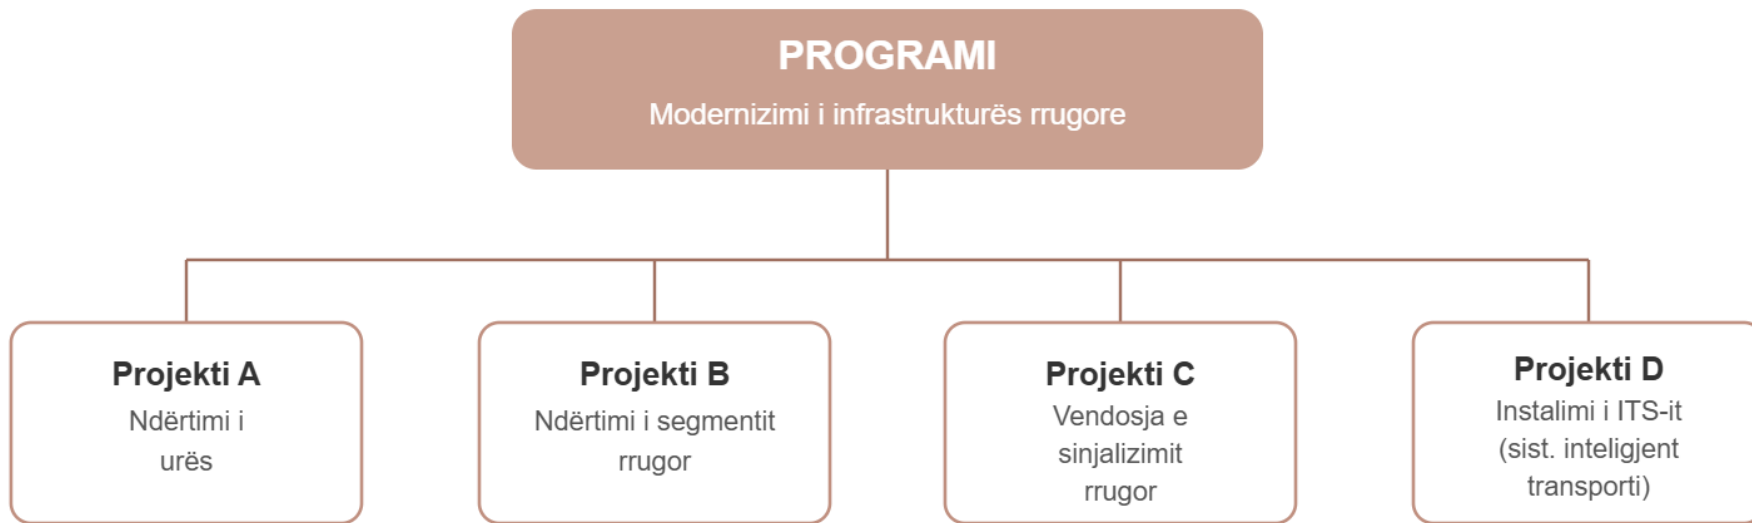 PROGRAMI
Modernizimi i infrastrukturës rrugore
Projekti A
Ndërtimi i
urës
Projekti B
Ndërtimi i segmentit
rrugor
Projekti C
Vendosja e
sinjalizimit
rrugor
Projekti D
Instalimi i ITS-it
(sist. inteligjent
transporti)